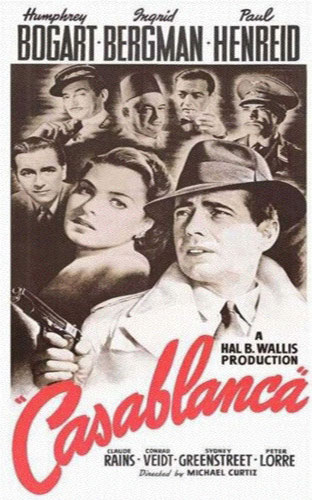 Humphrey Ingrid Paul
BOGART · BERGMAN · HENREID
A
HAL B. WALLIS
PRODUCTION
"Casablanca"
CLAUDE CONRAD SYDNEY PETER
RAINS · VEIDT · GREENSTREET · LORRE
Directed by MICHAEL CURTIZ